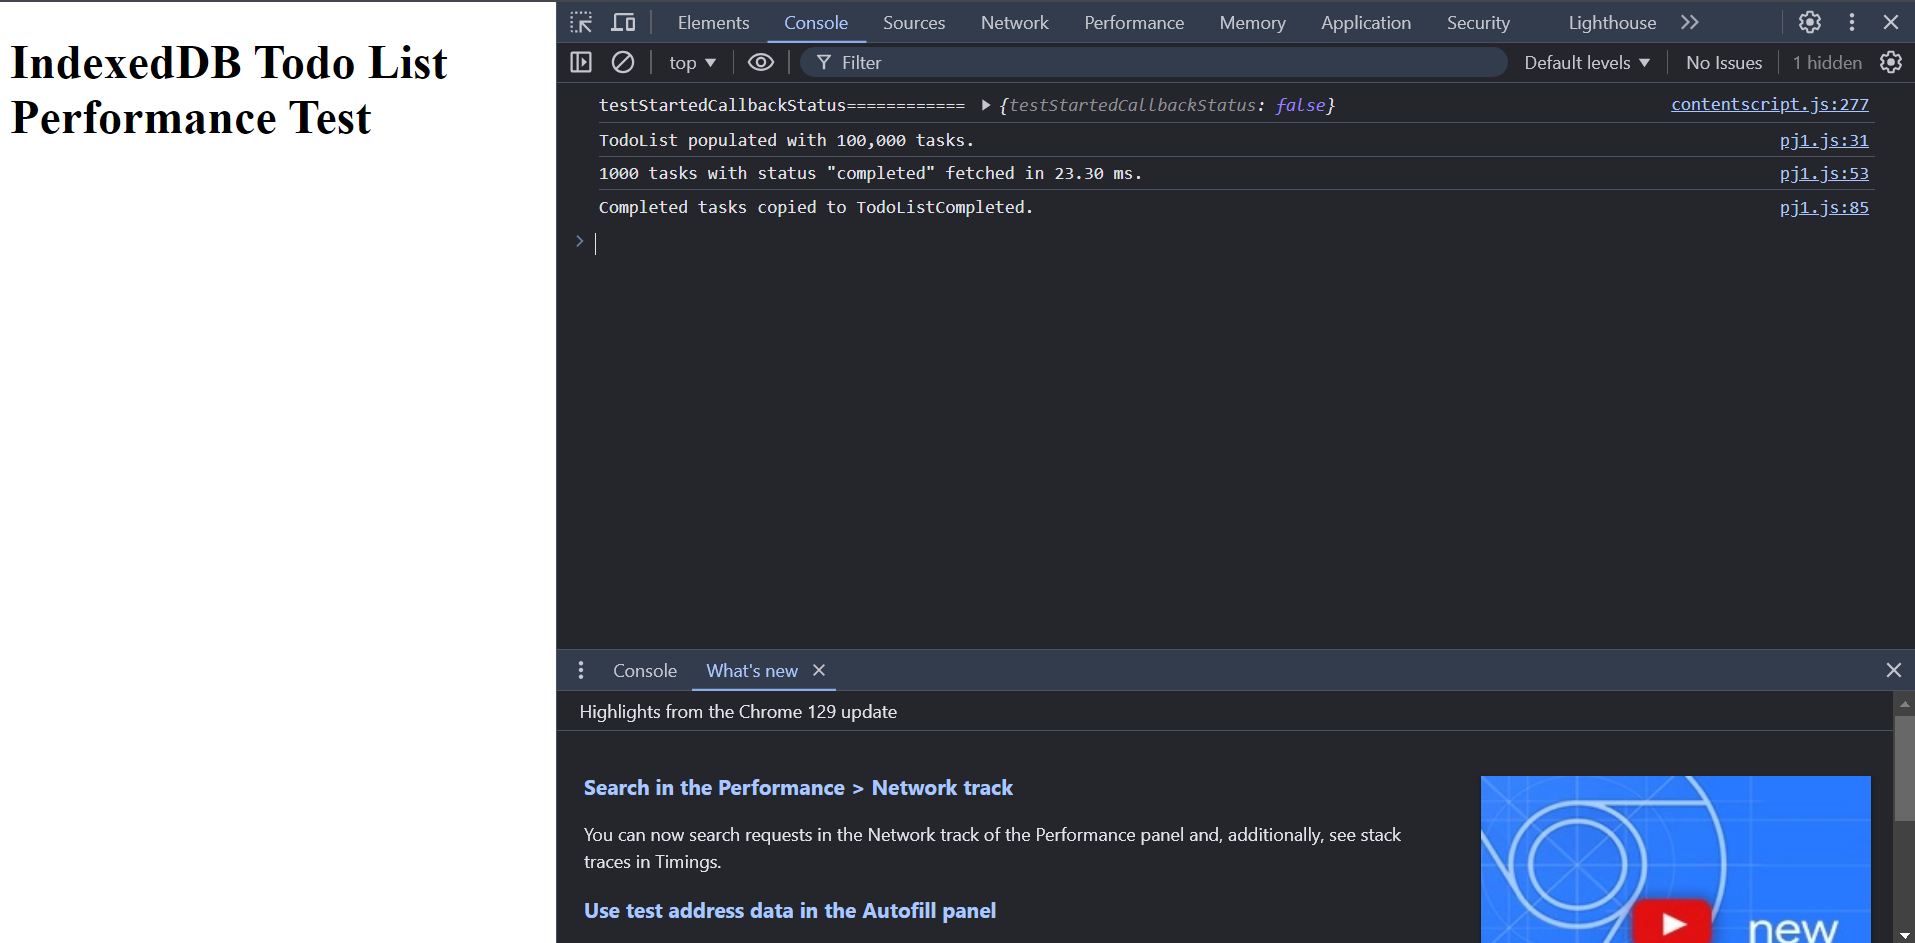 IndexedDB Todo List
Performance Test
Elements Console Sources Network Performance Memory Application Security Lighthouse
top Filter Default levels No Issues 1 hidden
testStartedCallbackStatus============ {testStartedCallbackStatus: false} contentscript.js:277
TodoList populated with 100,000 tasks. pj1.js:31
1000 tasks with status "completed" fetched in 23.30 ms. pj1.js:53
Completed tasks copied to TodoListCompleted. pj1.js:85
Console What's new
Highlights from the Chrome 129 update
Search in the Performance > Network track
You can now search requests in the Network track of the Performance panel and, additionally, see stack
traces in Timings.
Use test address data in the Autofill panel
new